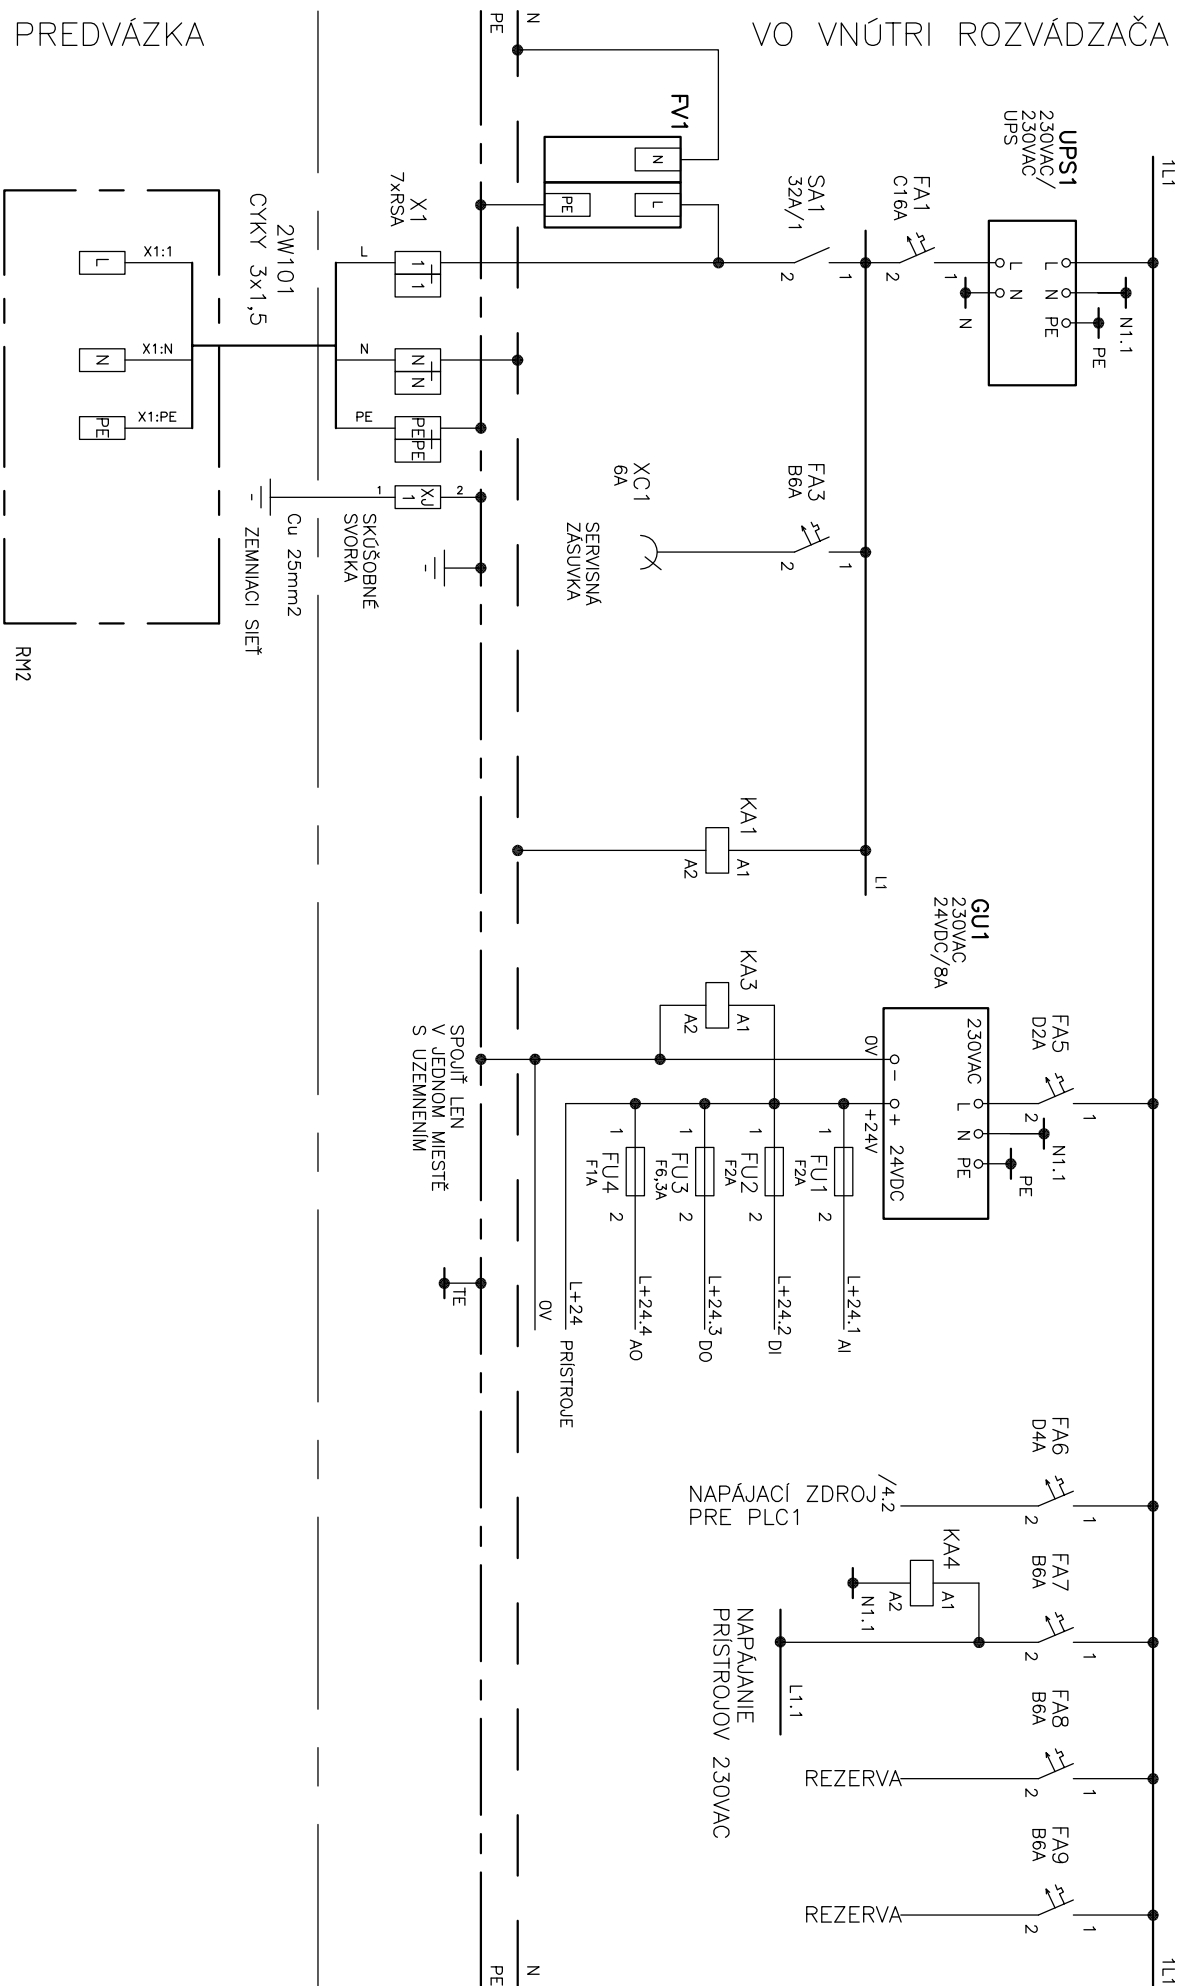 PREDVÁZKA
VO VNÚTRI ROZVÁDZAČA
1L1
UPS1
230VAC/
230VAC
UPS
L
N
PE
N1.1
PE
L
N
N
FA1
C16A
1
2
SA1
32A/1
1
2
FV1
N
L
PE
N
PE
X1
7xRSA
1
1
N
N
PE
PE
L
N
PE
2W101
CYKY 3x1,5
X1:1
X1:N
X1:PE
L
N
PE
RM2
XJ
1
1
2
SKÚŠOBNÉ
SVORKA
Cu 25mm2
ZEMNIACI SIEŤ
FA3
B6A
1
2
XC1
6A
SERVISNÁ
ZÁSUVKA
KA1
A1
A2
L1
GU1
230VAC
24VDC/8A
230VAC
L
N
PE
24VDC
-
+
0V
+24V
FA5
D2A
1
2
N1.1
PE
KA3
A1
A2
1
FU1
F2A
2
L+24.1
AI
1
FU2
F2A
2
L+24.2
DI
1
FU3
F6,3A
2
L+24.3
DO
1
FU4
F1A
2
L+24.4
AO
L+24
PRÍSTROJE
0V
SPOJIŤ LEN
V JEDNOM MIESTĚ
S UZEMNENÍM
TE
FA6
D4A
1
2
/4.2
NAPÁJACÍ ZDROJ
PRE PLC1
FA7
B6A
1
2
KA4
A1
A2
N1.1
L1.1
NAPÁJANIE
PRÍSTROJOV 230VAC
FA8
B6A
1
2
REZERVA
FA9
B6A
1
2
REZERVA
1L1
N
PE